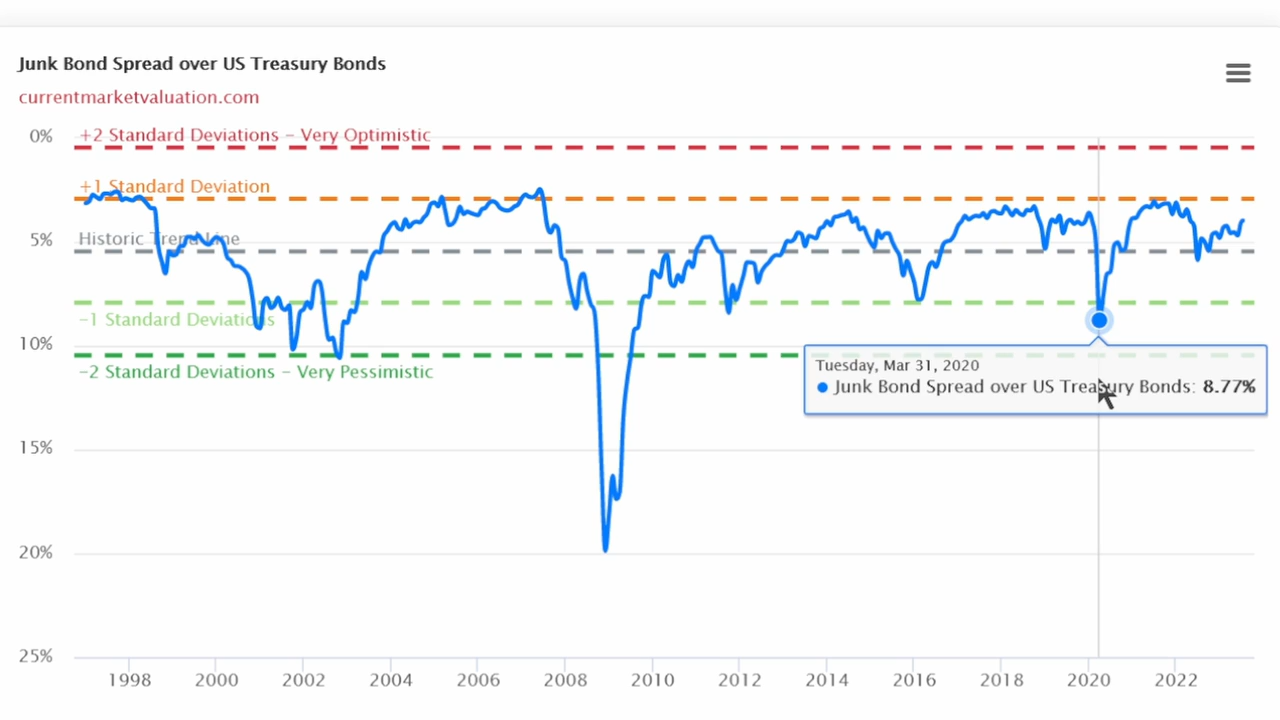 Junk Bond Spread over US Treasury Bonds
currentmarketvaluation.com
0%
+2 Standard Deviations - Very Optimistic
+1 Standard Deviation
5%
Historic Trend Line
-1 Standard Deviations
10%
-2 Standard Deviations - Very Pessimistic
Tuesday, Mar 31, 2020
Junk Bond Spread over US Treasury Bonds: 8.77%
15%
20%
25%
1998 2000 2002 2004 2006 2008 2010 2012 2014 2016 2018 2020 2022